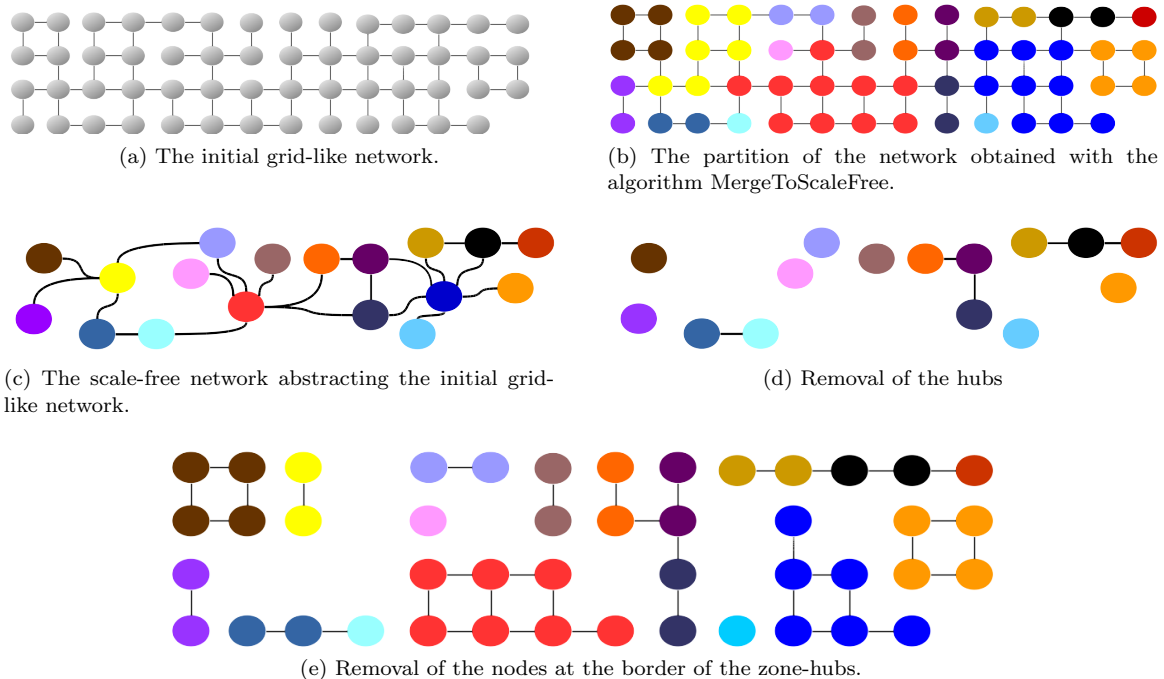 (a) The initial grid-like network.
(b) The partition of the network obtained with the
algorithm MergeToScaleFree.
(c) The scale-free network abstracting the initial grid-
like network.
(d) Removal of the hubs
(e) Removal of the nodes at the border of the zone-hubs.